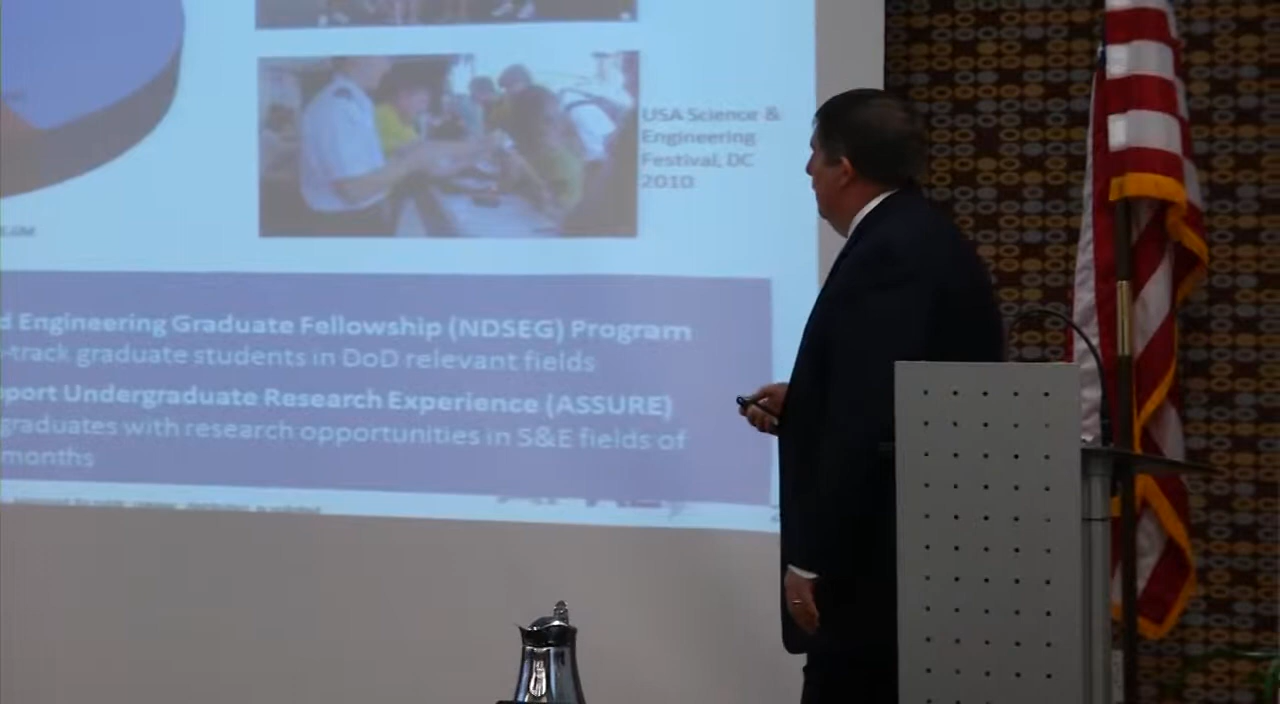 USA Science &
Engineering
Festival, DC
2010
d Engineering Graduate Fellowship (NDSEG) Program
-track graduate students in DoD relevant fields
pport Undergraduate Research Experience (ASSURE)
graduates with research opportunities in S&E fields of
months